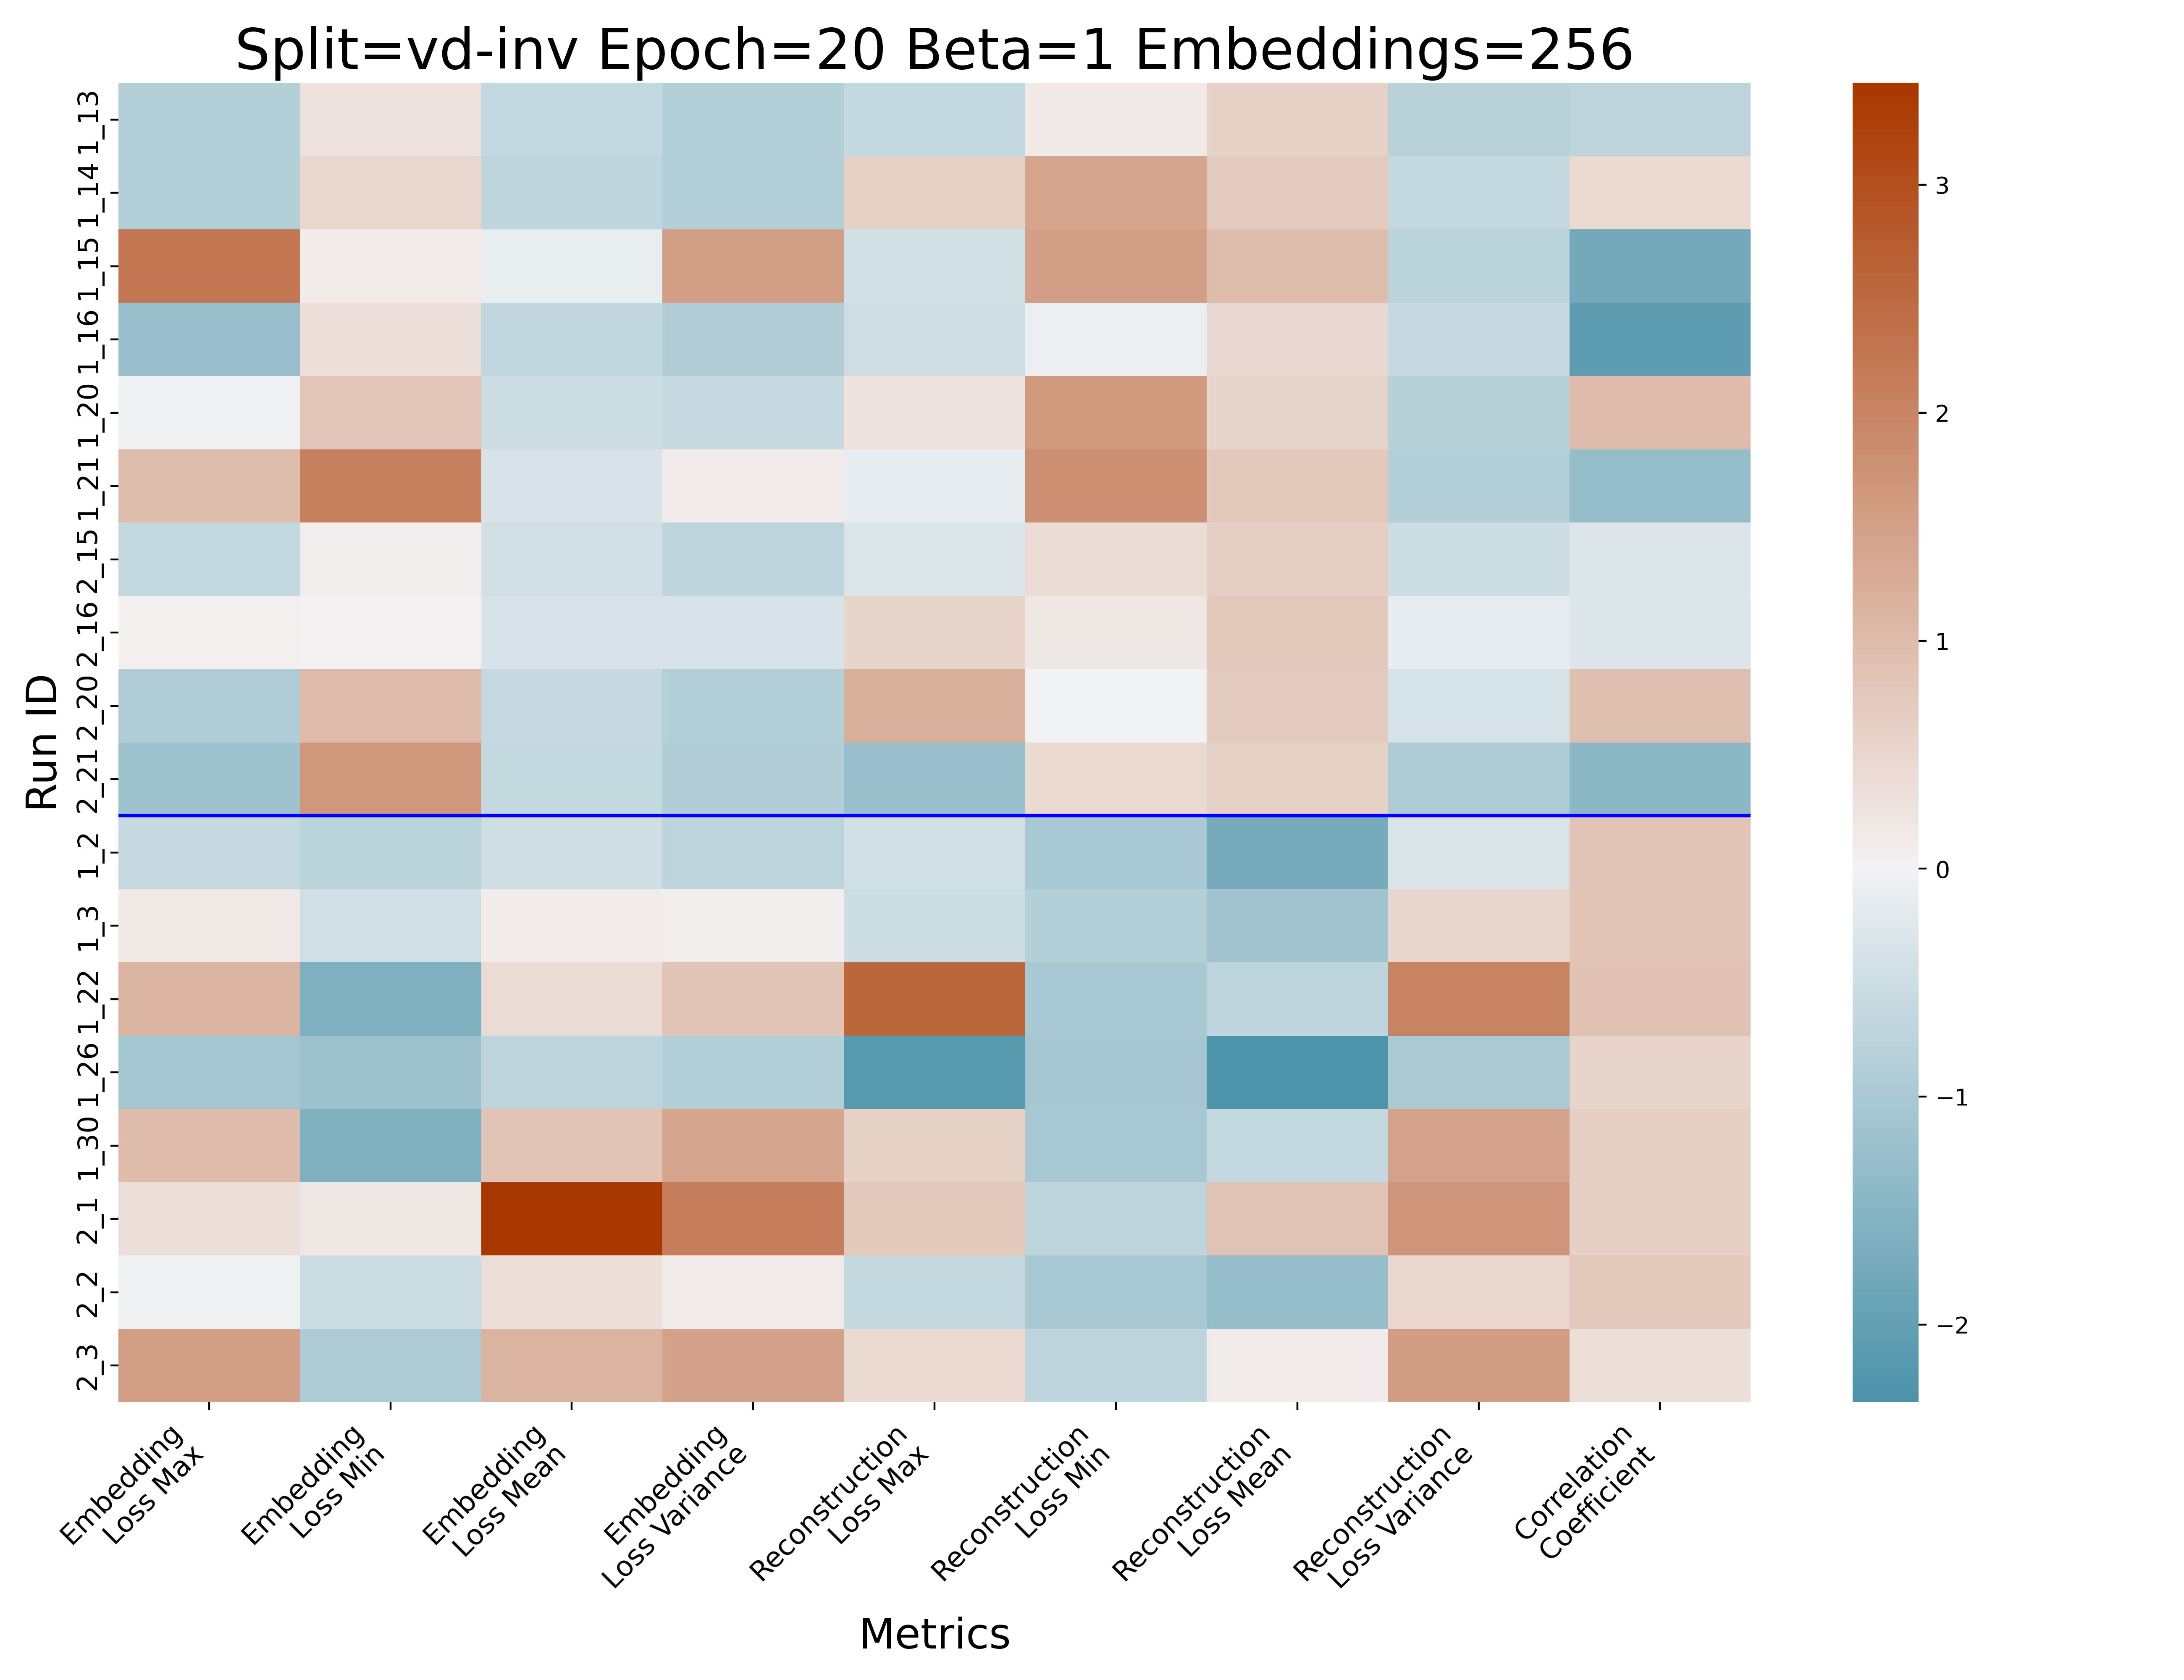 Split=vd-inv Epoch=20 Beta=1 Embeddings=256
Run ID
1_13
1_14
1_15
1_16
1_20
1_21
2_15
2_16
2_20
2_21
1_2
1_3
1_22
1_26
1_30
2_1
2_2
2_3
Embedding
Loss Max
Embedding
Loss Min
Embedding
Loss Mean
Embedding
Loss Variance
Reconstruction
Loss Max
Reconstruction
Loss Min
Reconstruction
Loss Mean
Reconstruction
Loss Variance
Correlation
Coefficient
Metrics
3
2
1
0
−1
−2